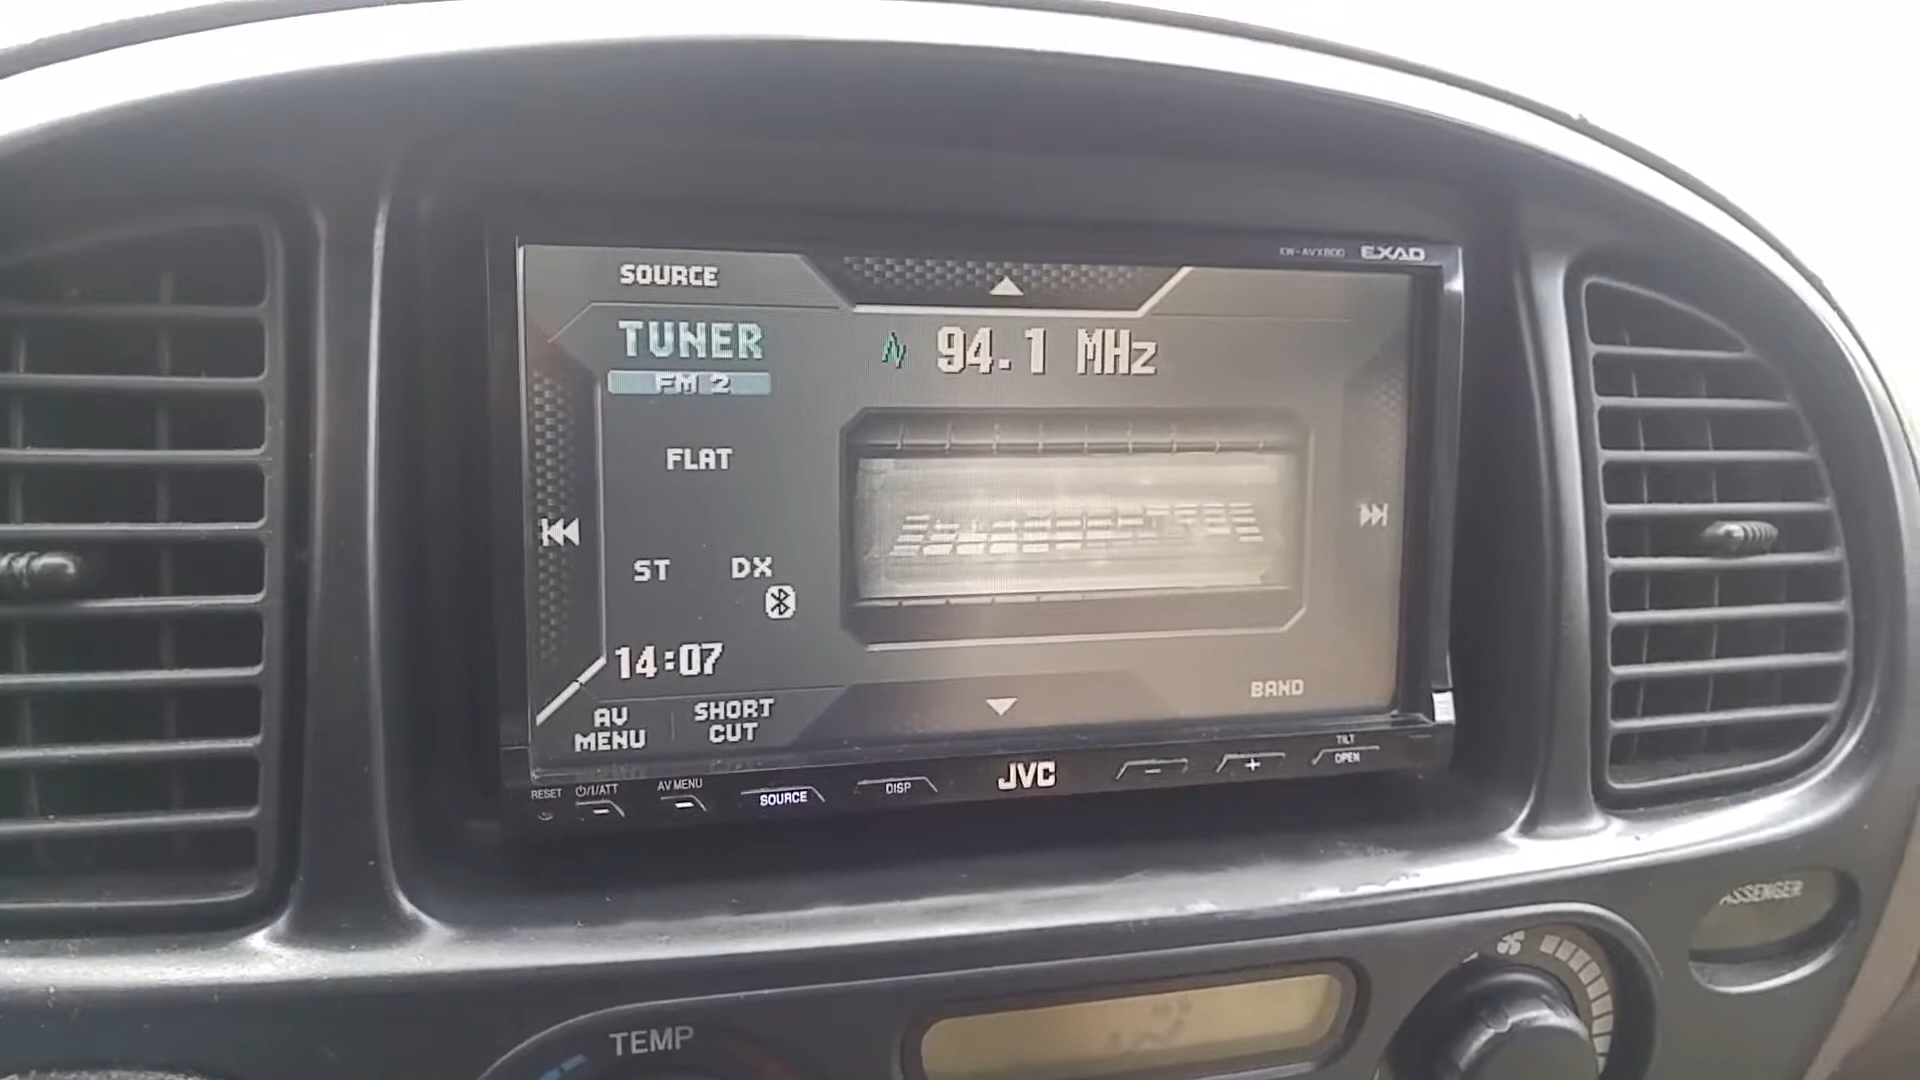 KW-AVX800 EXAD
SOURCE
TUNER
94.1 MHz
FM 2
FLAT
ST DX
14:07
BAND
AV MENU
SHORT CUT
TILT
RESET
⏻/I/ATT
AV MENU
SOURCE
DISP
JVC
–
+
OPEN
TEMP